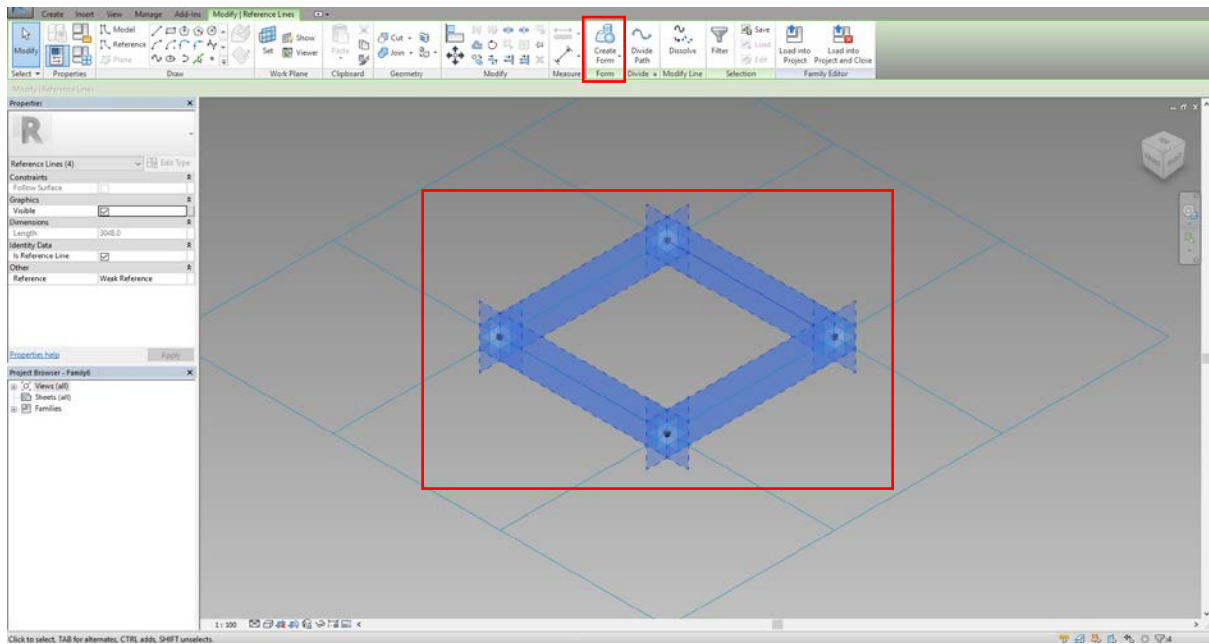 Create Insert View Manage Add-Ins Modify | Reference Lines
Modify
Model
Reference
Plane
Set
Show
Viewer
Paste
Cut
Join
Create Form
Divide Path
Dissolve
Filter
Save
Load
Edit
Load into Project
Load into Project and Close
Select Properties Draw Work Plane Clipboard Geometry Modify Measure Form Divide Modify Line Selection Family Editor
Modify | Reference Lines
Properties
R
Reference Lines (4) Edit Type
Constraints
Follow Surface
Graphics
Visible
Dimensions
Length 3048.0
Identity Data
Is Reference Line
Other
Reference Weak Reference
Properties help Apply
Project Browser - Family6
Views (all)
Sheets (all)
Families
1 : 100
Click to select, TAB for alternates, CTRL adds, SHIFT unselects.
:4